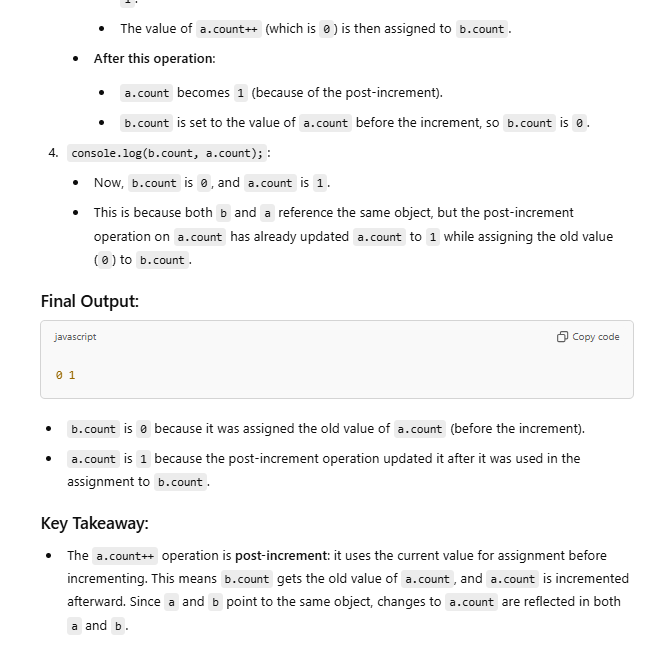 1.
The value of a.count++ (which is 0) is then assigned to b.count.
After this operation:
a.count becomes 1 (because of the post-increment).
b.count is set to the value of a.count before the increment, so b.count is 0.
4. console.log(b.count, a.count);:
Now, b.count is 0, and a.count is 1.
This is because both b and a reference the same object, but the post-increment
operation on a.count has already updated a.count to 1 while assigning the old value
(0) to b.count.
Final Output:
javascript
Copy code
0 1
b.count is 0 because it was assigned the old value of a.count (before the increment).
a.count is 1 because the post-increment operation updated it after it was used in the
assignment to b.count.
Key Takeaway:
The a.count++ operation is post-increment: it uses the current value for assignment before
incrementing. This means b.count gets the old value of a.count, and a.count is incremented
afterward. Since a and b point to the same object, changes to a.count are reflected in both
a and b.